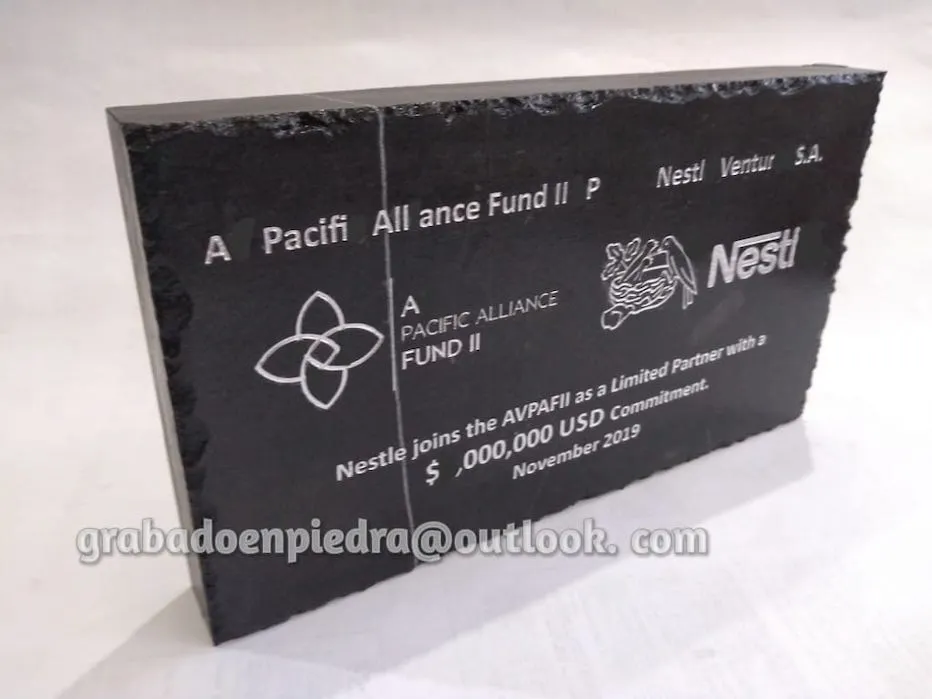 A Pacifi All ance Fund II P
Nestl Ventur S.A.
A
PACIFIC ALLIANCE
FUND II
Nestl
Nestle joins the AVPAFII as a Limited Partner with a
$ ,000,000 USD Commitment.
November 2019
grabadoenpiedra@outlook. com